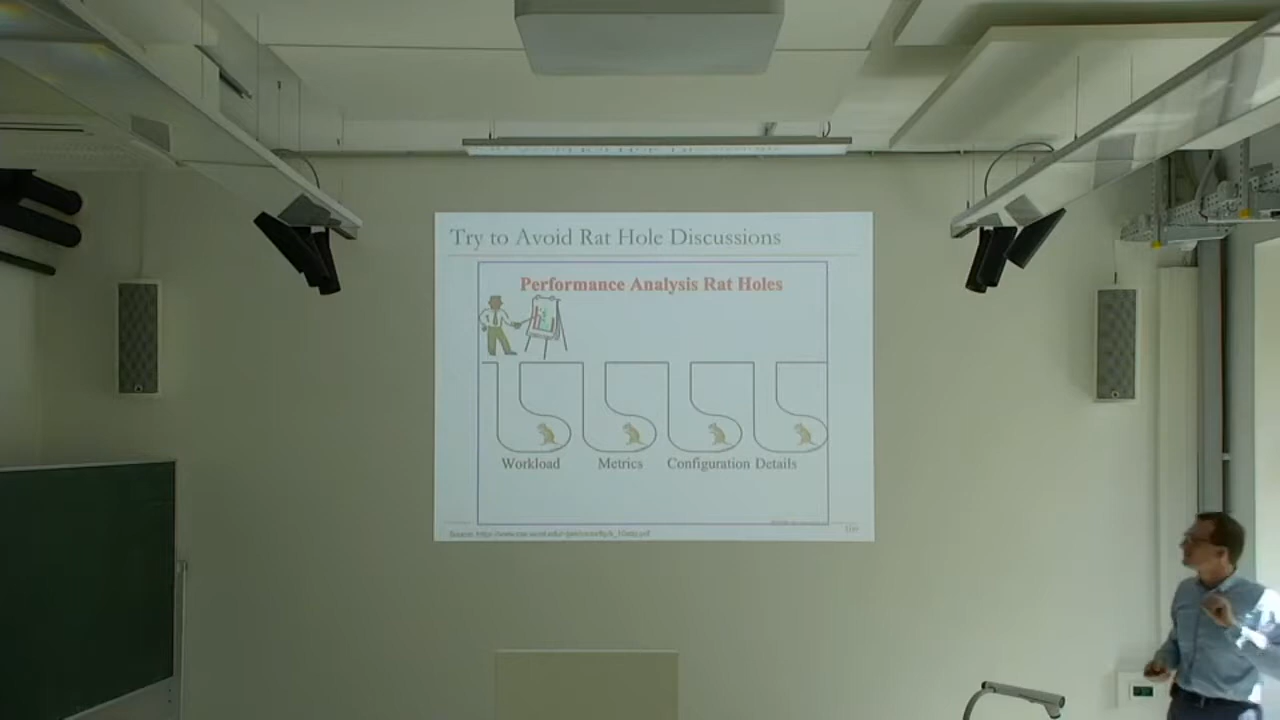 Try to Avoid Rat Hole Discussions
Performance Analysis Rat Holes
Workload Metrics Configuration Details